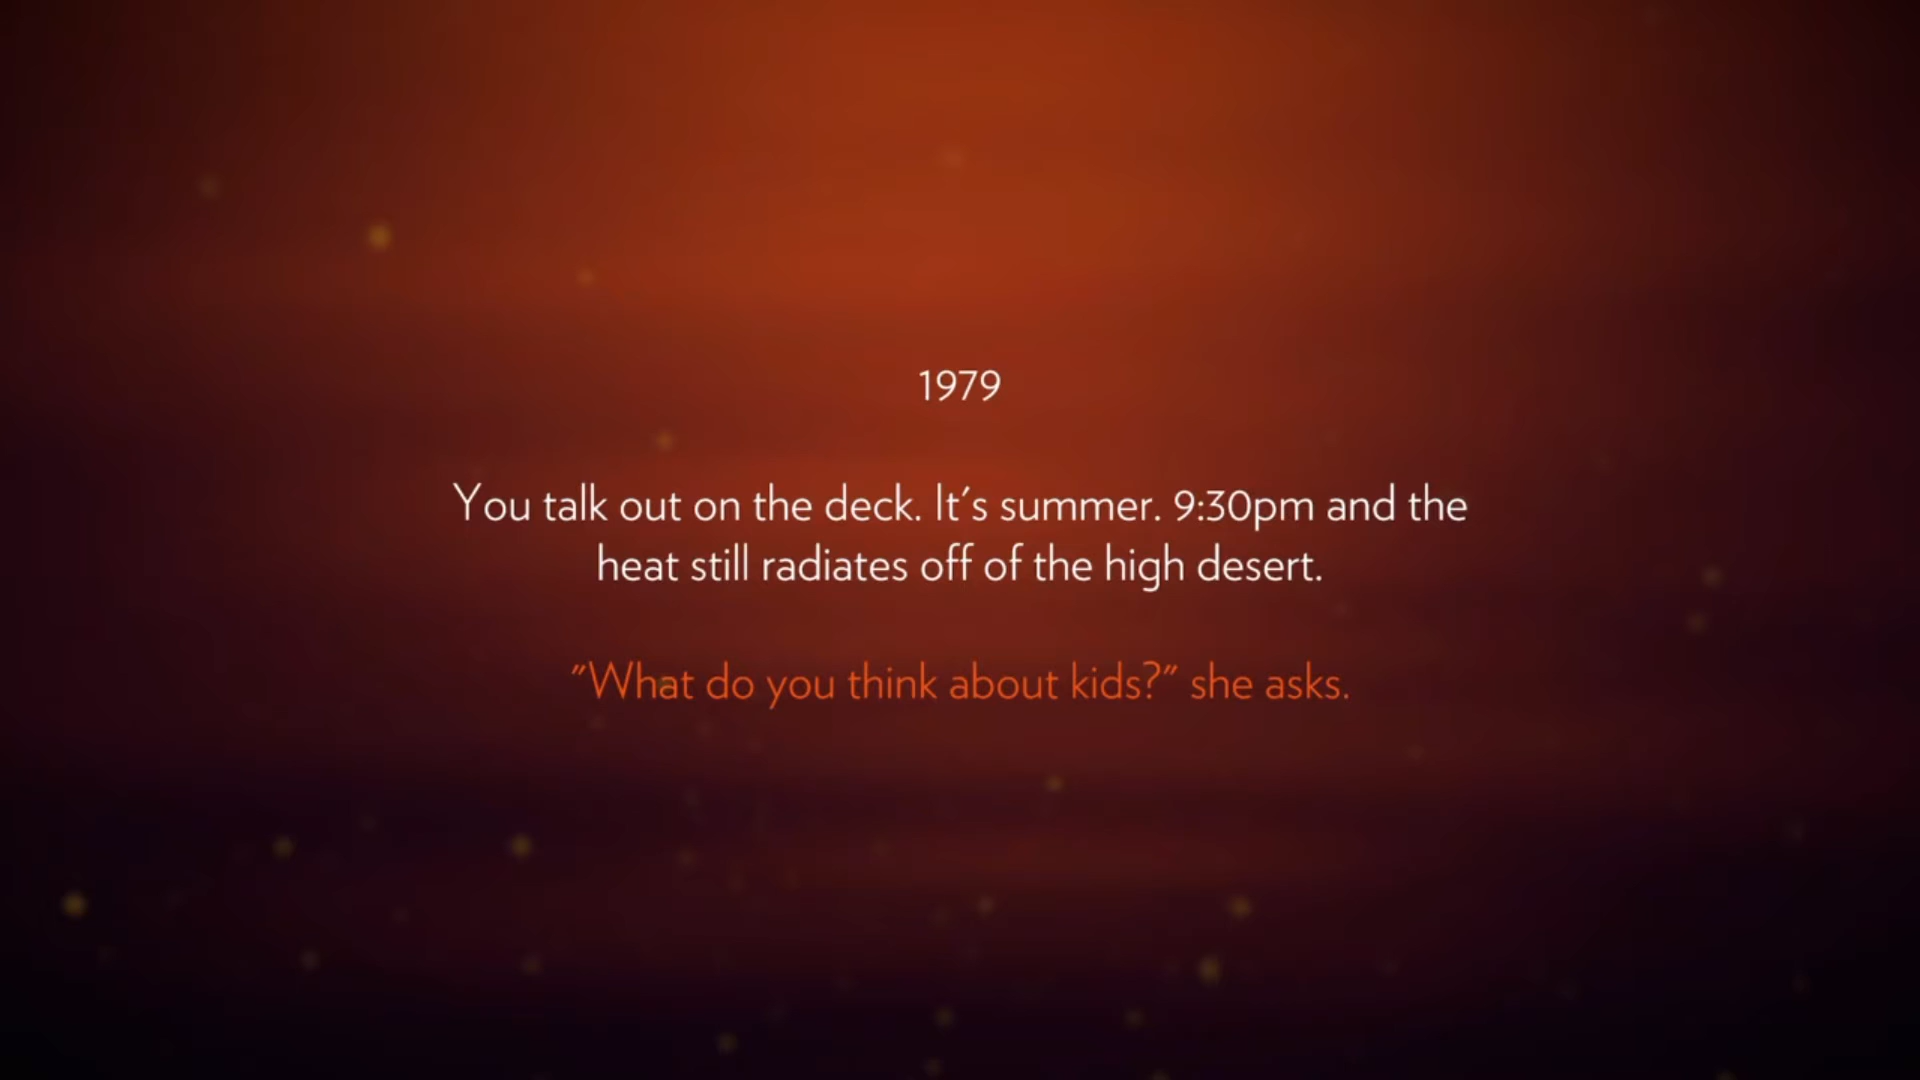 1979
You talk out on the deck. It's summer. 9:30pm and the
heat still radiates off of the high desert.
"What do you think about kids?" she asks.